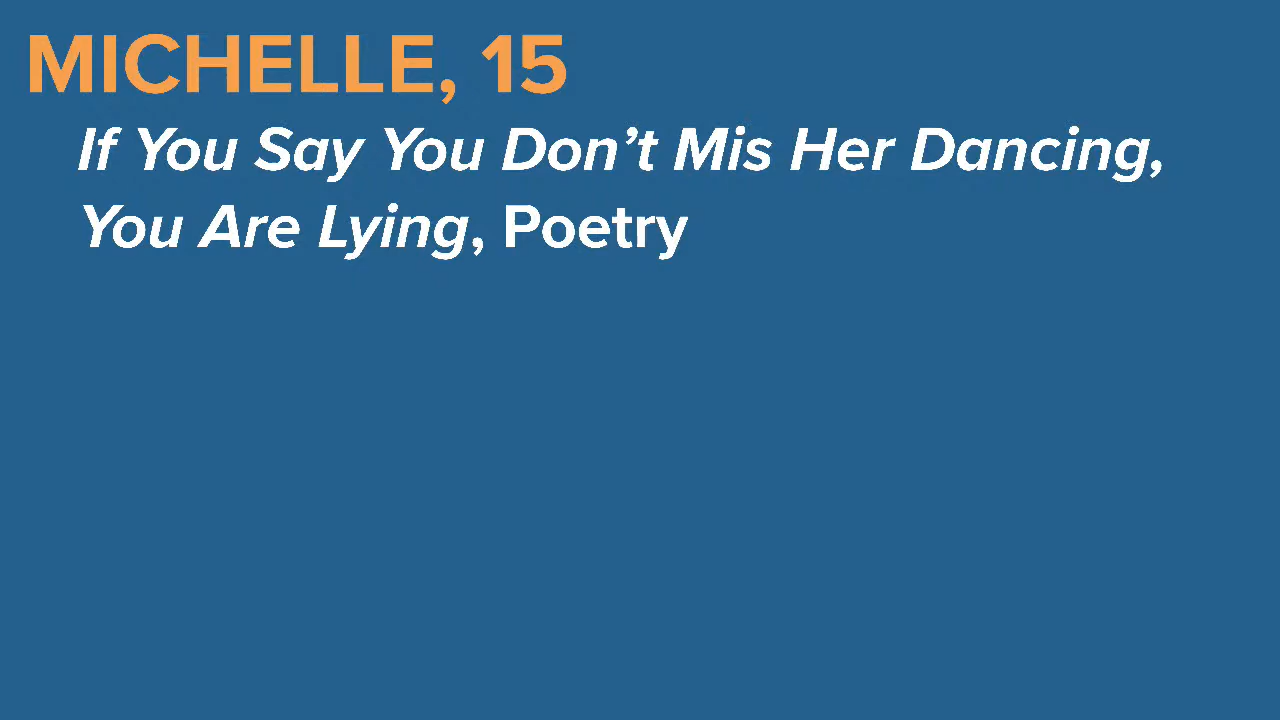 MICHELLE, 15
If You Say You Don’t Mis Her Dancing,
You Are Lying, Poetry